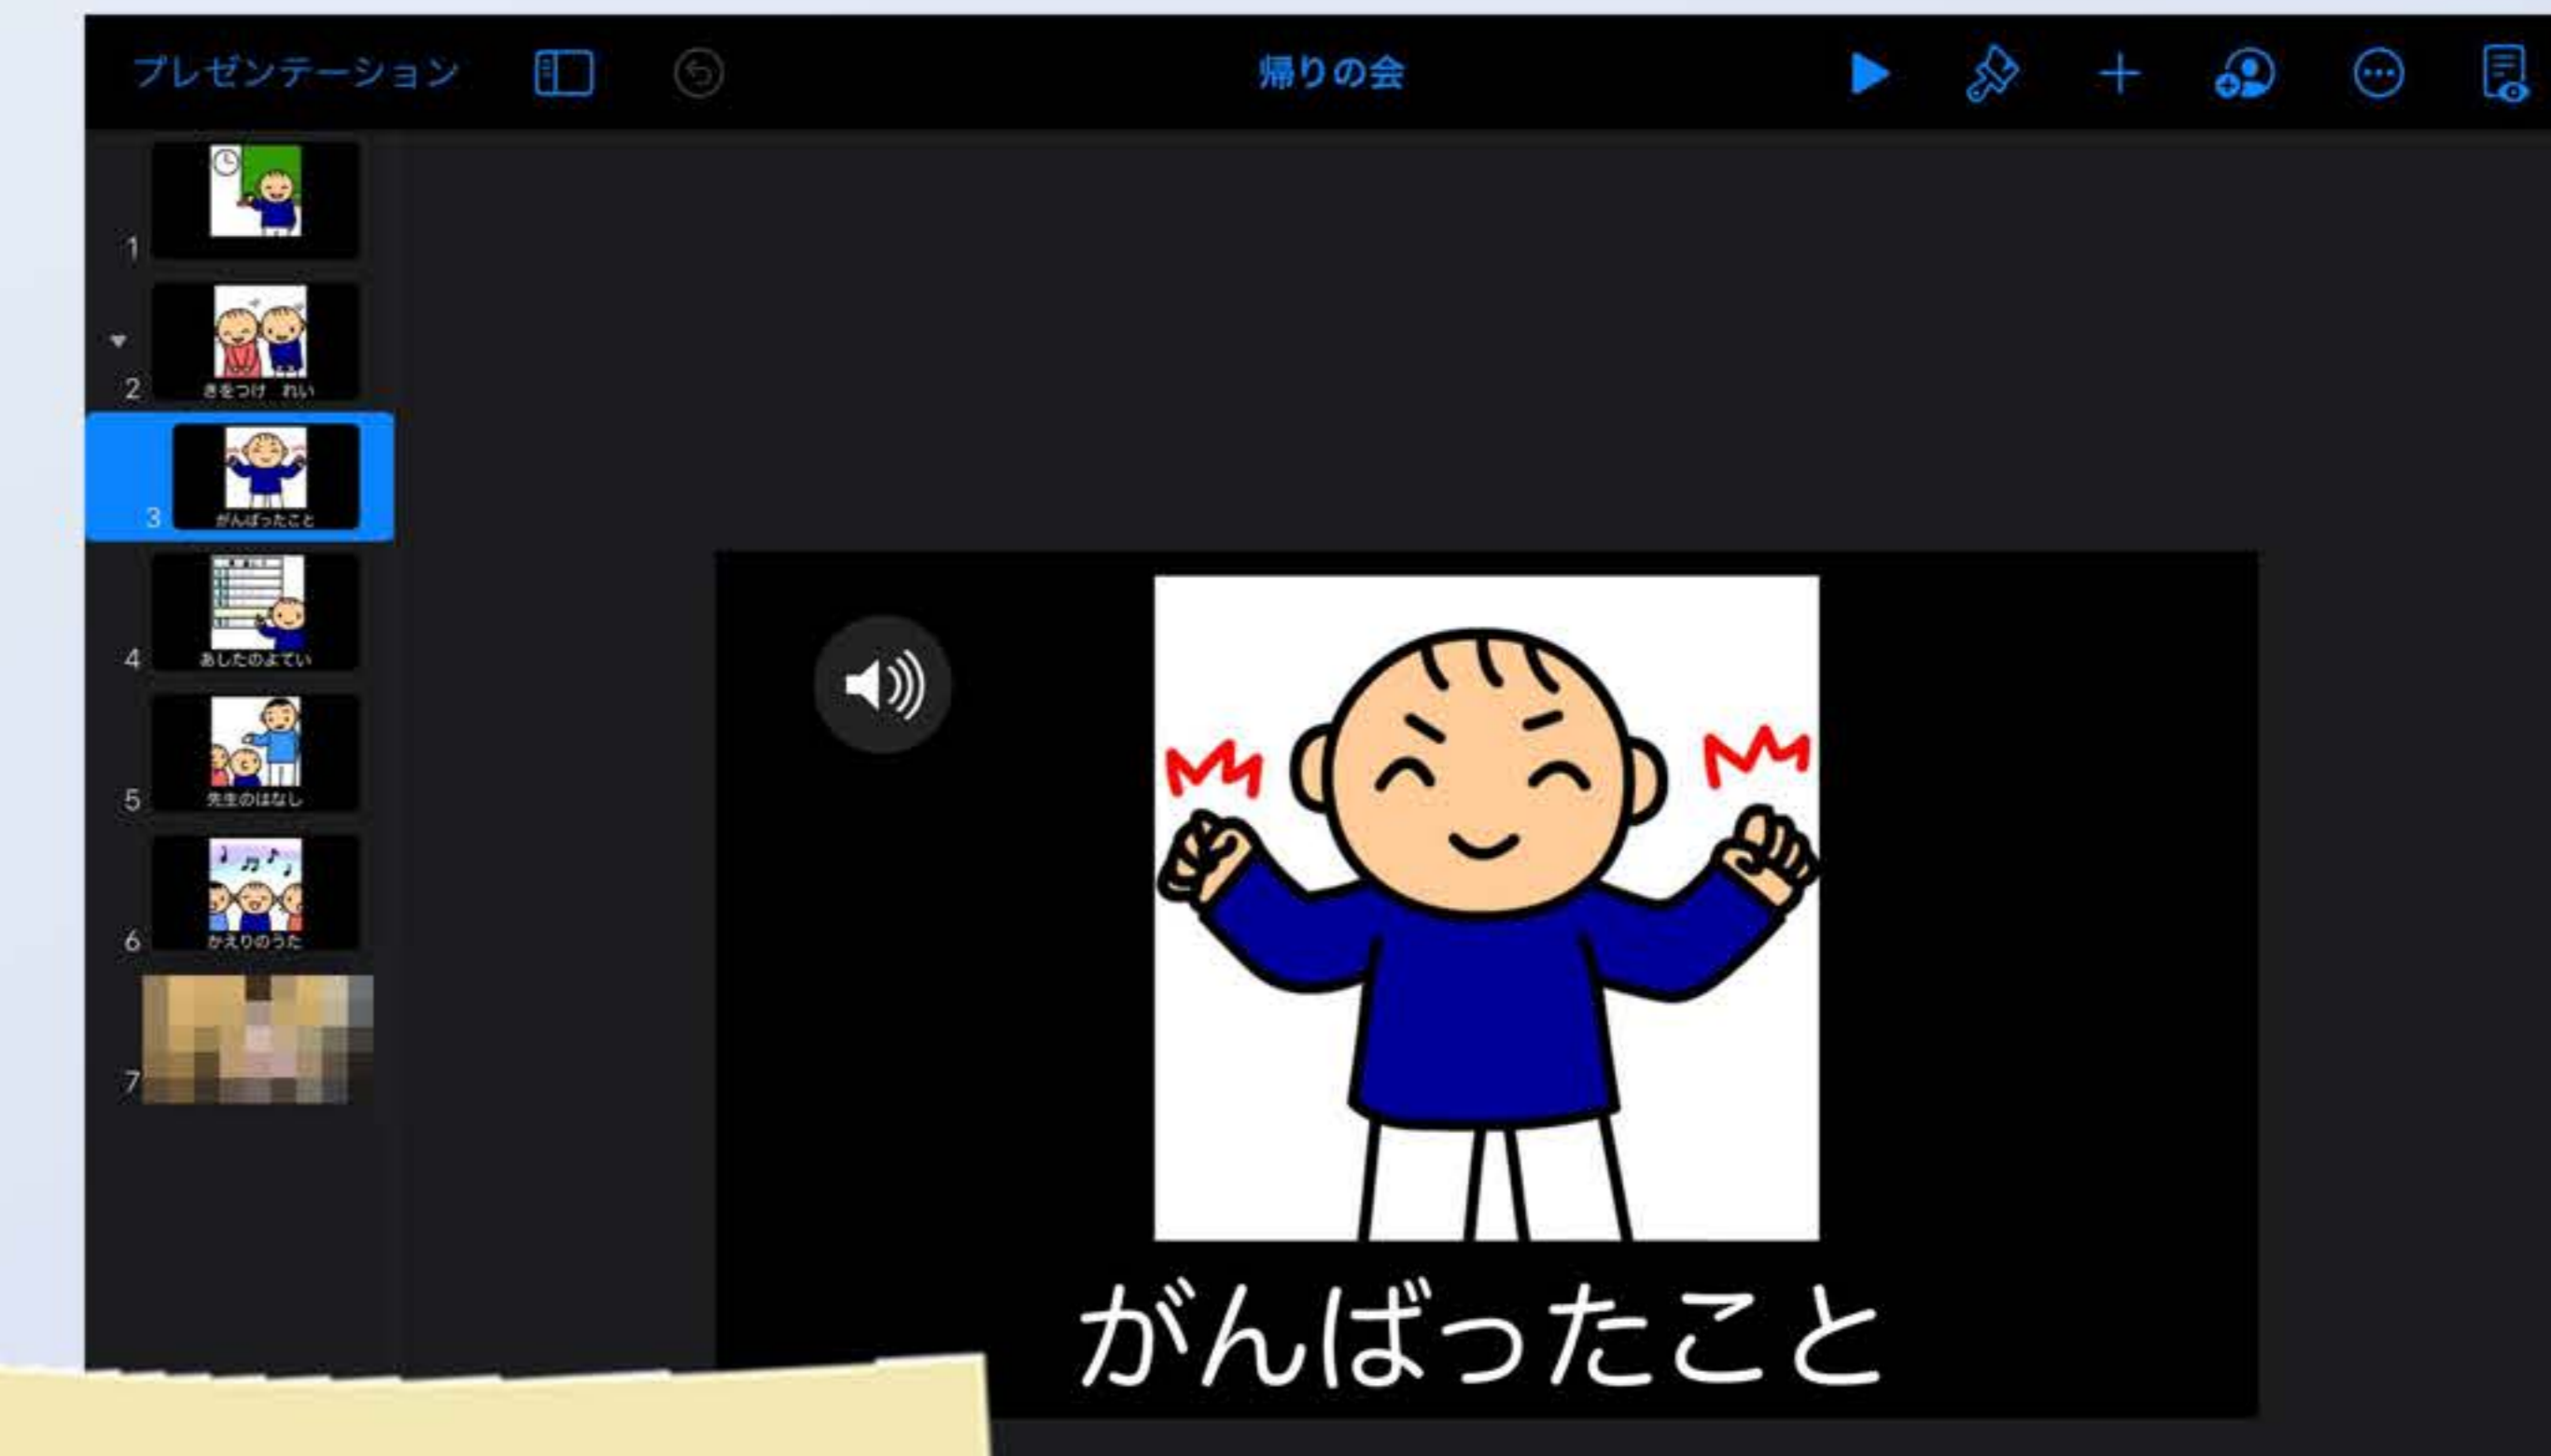 プレゼンテーション
帰りの会
1
2
きをつけ　れい
3
がんばったこと
4
あしたのよてい
5
先生のはなし
6
かえりのうた
7
がんばったこと